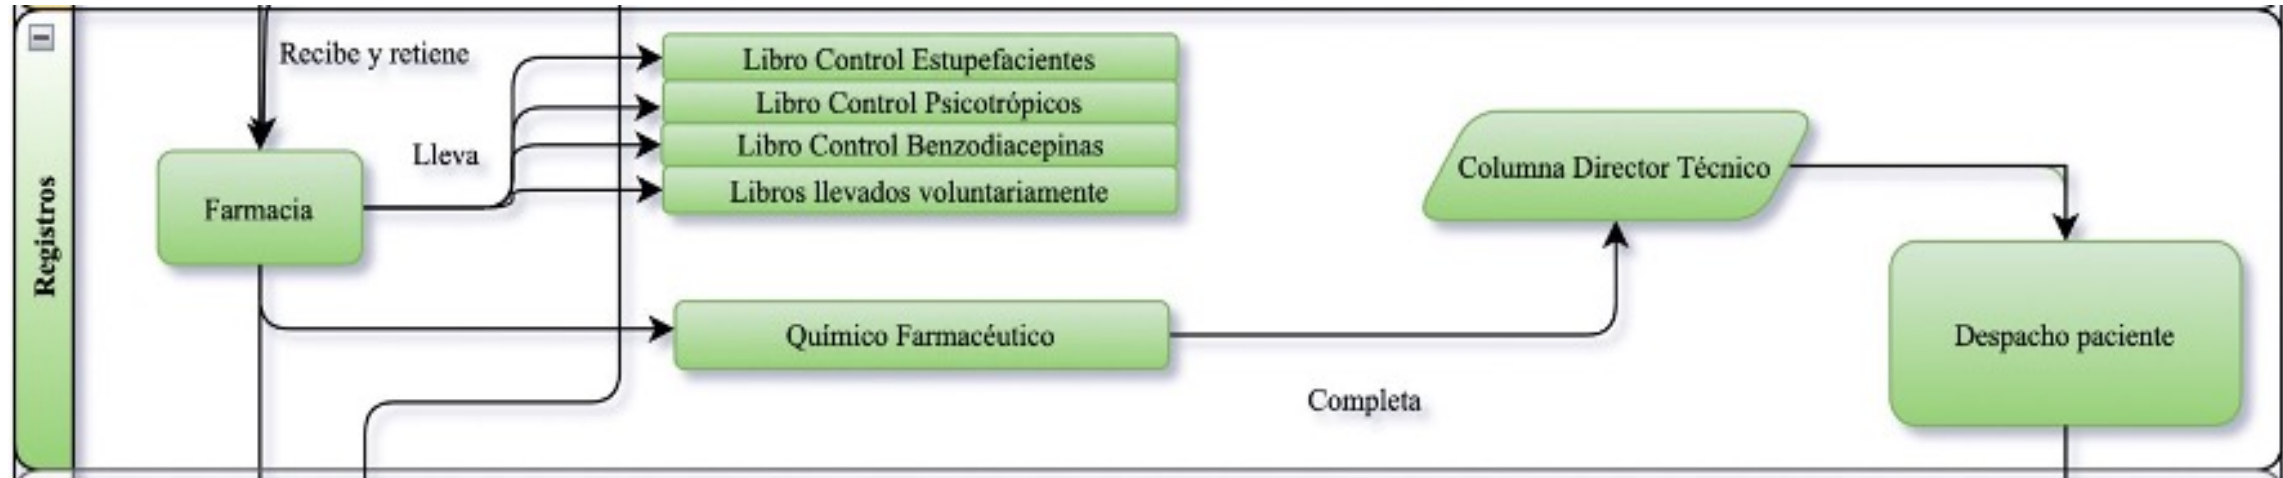 Registros
Recibe y retiene
Farmacia
Lleva
Libro Control Estupefacientes
Libro Control Psicotrópicos
Libro Control Benzodiacepinas
Libros llevados voluntariamente
Químico Farmacéutico
Completa
Columna Director Técnico
Despacho paciente